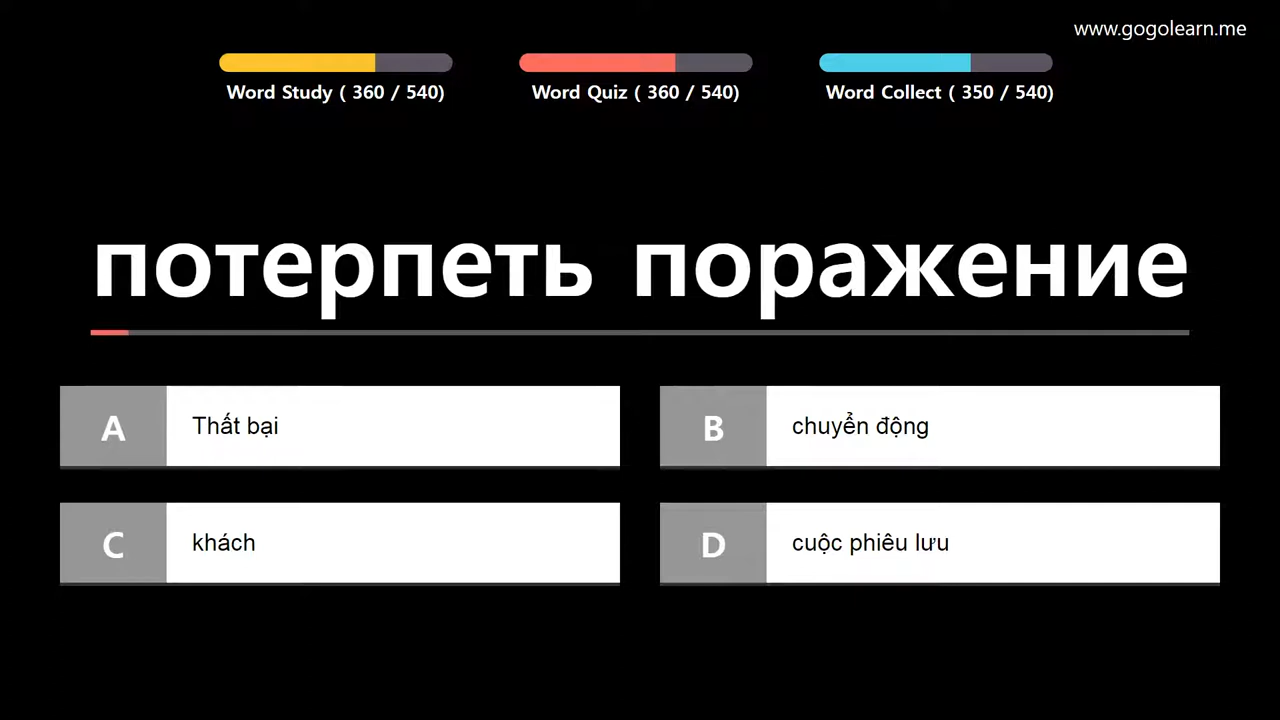 www.gogolearn.me
Word Study ( 360 / 540)
Word Quiz ( 360 / 540)
Word Collect ( 350 / 540)
потерпеть поражение
A Thất bại
B chuyển động
C khách
D cuộc phiêu lưu